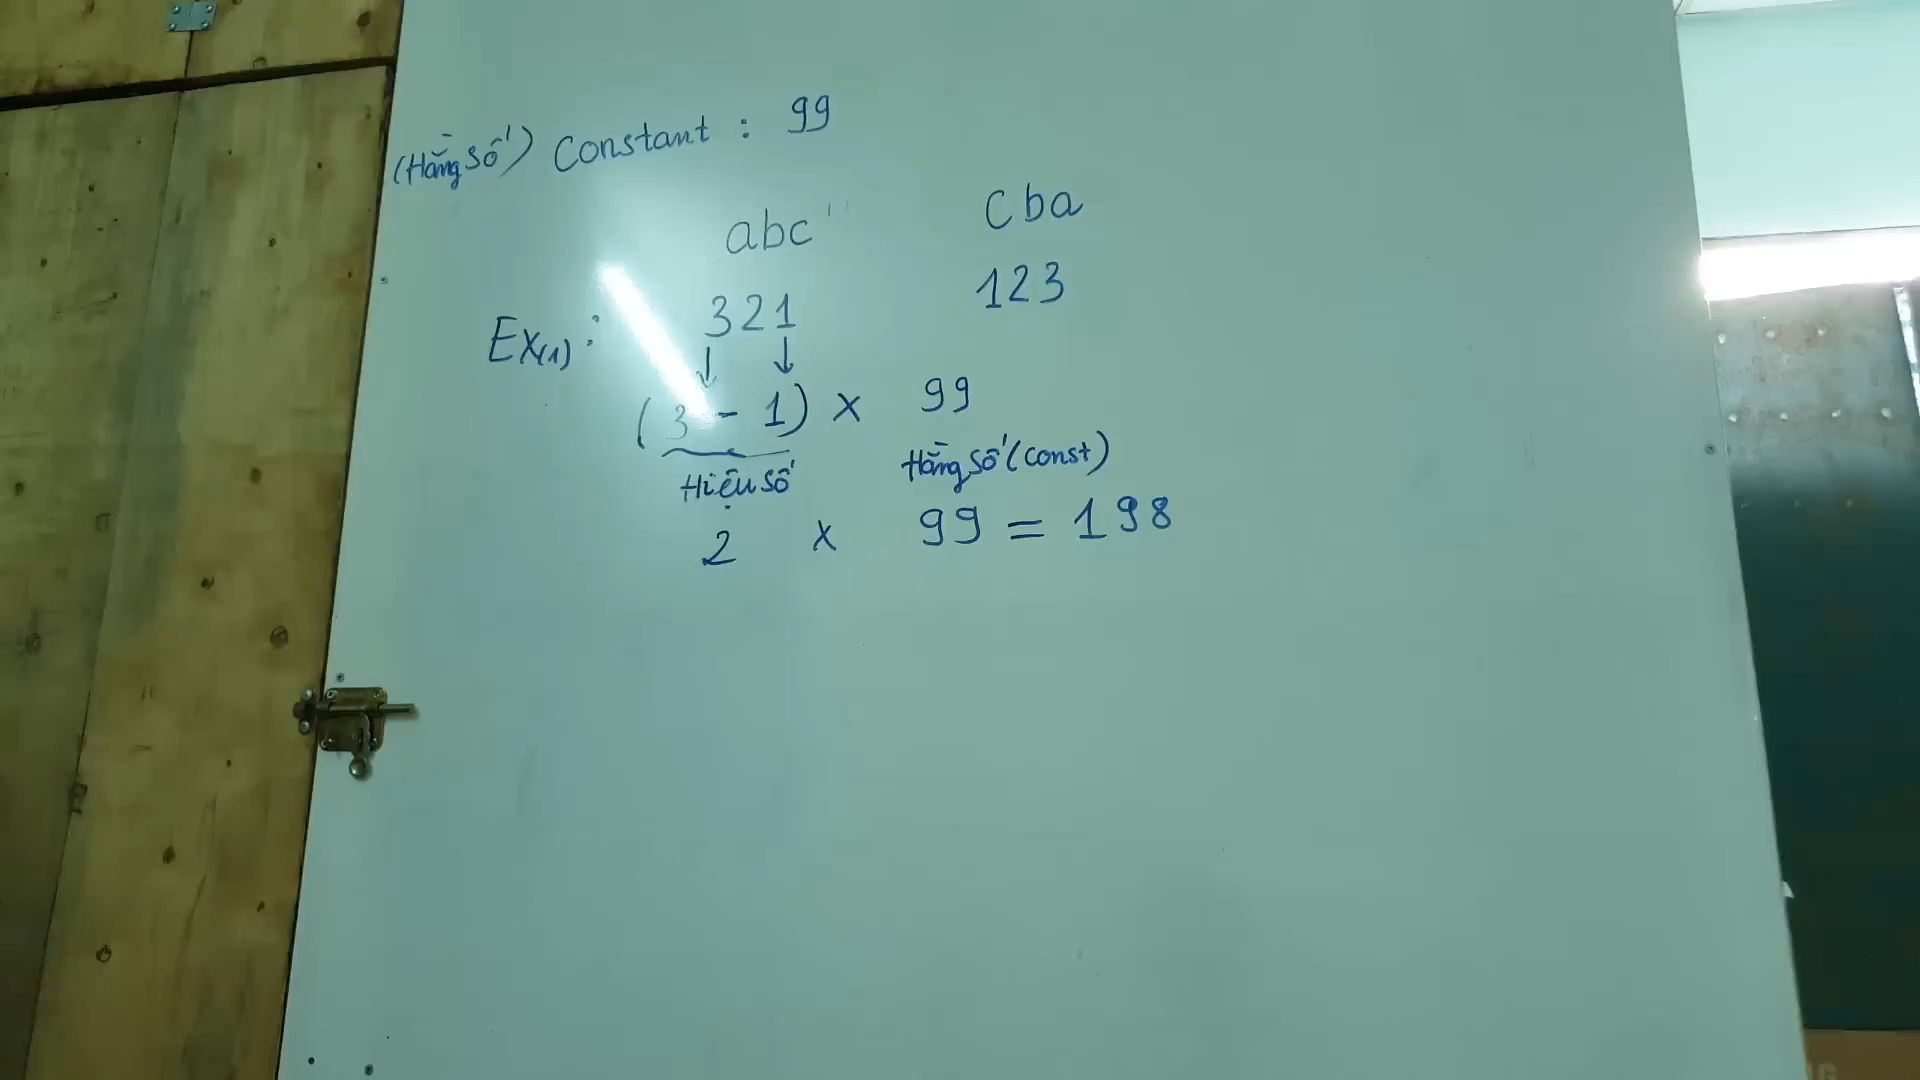 (Hằng số) Constant : 99
abc cba
Ex(1) : 321 123
(3 - 1) x 99
Hiệu số Hằng số (const)
2 x 99 = 198